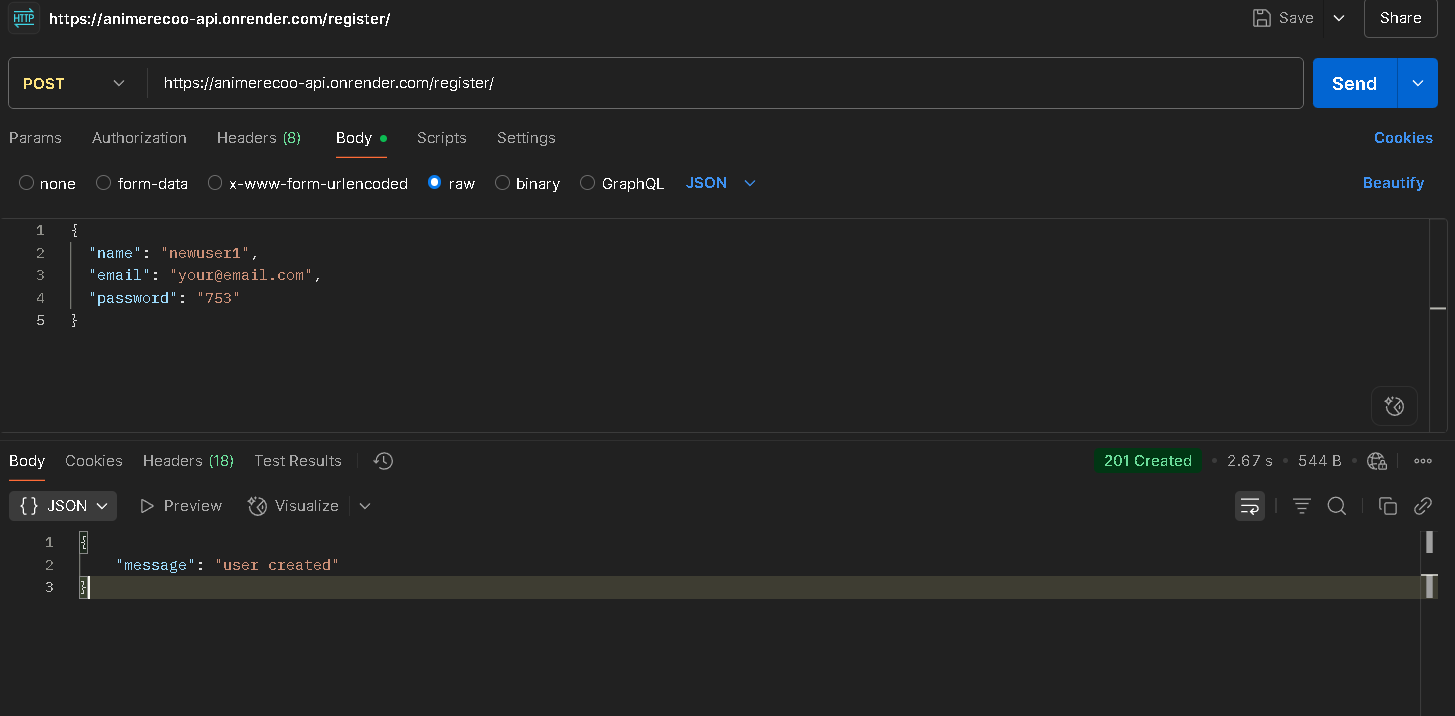 HTTP https://animerecoo-api.onrender.com/register/ Save Share
POST https://animerecoo-api.onrender.com/register/ Send
Params Authorization Headers (8) Body Scripts Settings Cookies
none form-data x-www-form-urlencoded raw binary GraphQL JSON Beautify
1 {
2 "name": "newuser1",
3 "email": "your@email.com",
4 "password": "753"
5 }
Body Cookies Headers (18) Test Results 201 Created • 2.67 s • 544 B •
{} JSON Preview Visualize
1 {
2 "message": "user created"
3 }